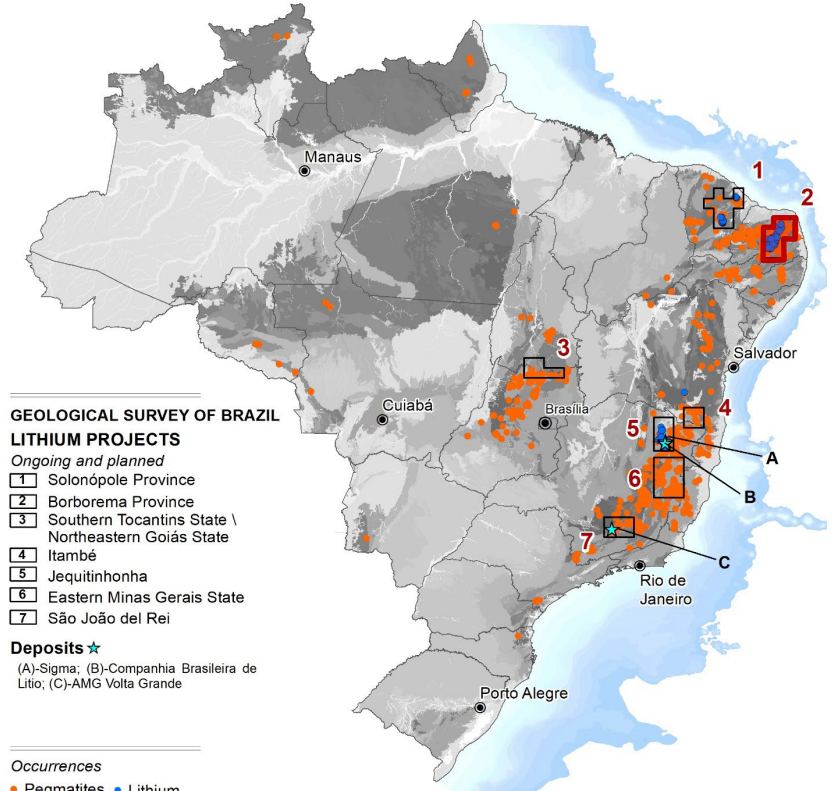 1
2
Manaus
3
Salvador
Cuiabá
Brasília
4
5
A
B
6
7
C
Rio de
Janeiro
Porto Alegre
GEOLOGICAL SURVEY OF BRAZIL
LITHIUM PROJECTS
Ongoing and planned
1 Solonópole Province
2 Borborema Province
3 Southern Tocantins State \
Northeastern Goiás State
4 Itambé
5 Jequitinhonha
6 Eastern Minas Gerais State
7 São João del Rei
Deposits
(A)-Sigma; (B)-Companhia Brasileira de
Litio; (C)-AMG Volta Grande
Occurrences
Pegmatites Lithium